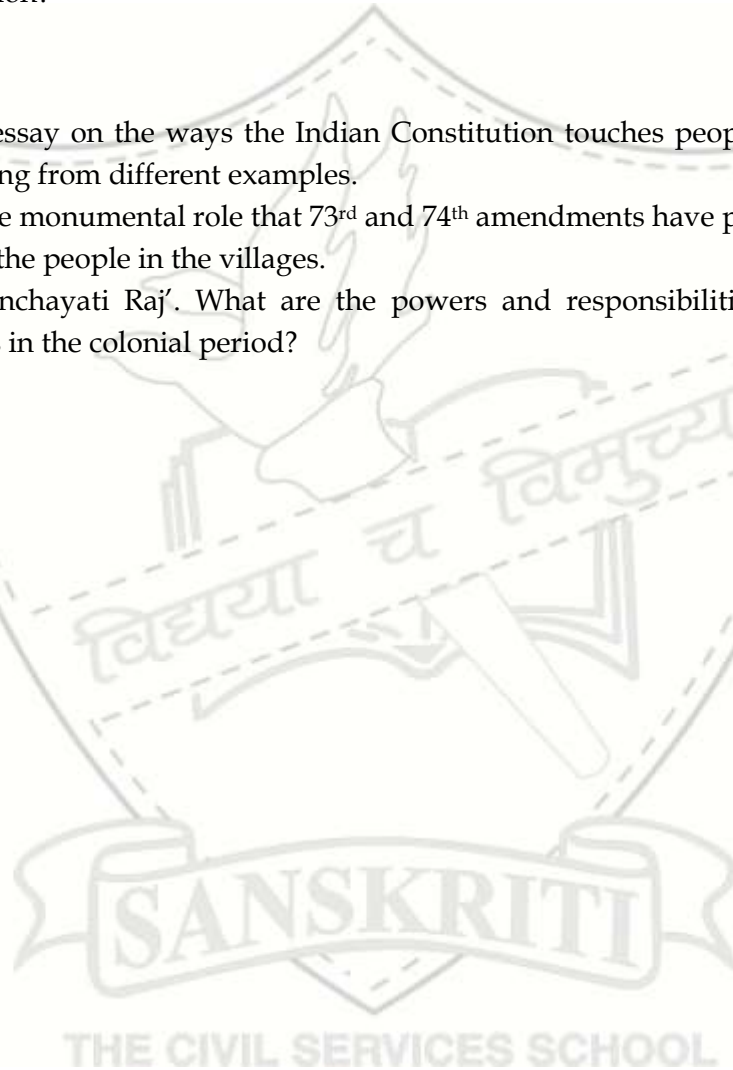 essay on the ways the Indian Constitution touches
ng from different examples.
e monumental role that 73rd and 74th amendments have
the people in the villages.
nchayati Raj'. What are the powers and
s in the colonial period?
विद्यया च
SANSKRITI
THE CIVIL SERVICES SCHOOL